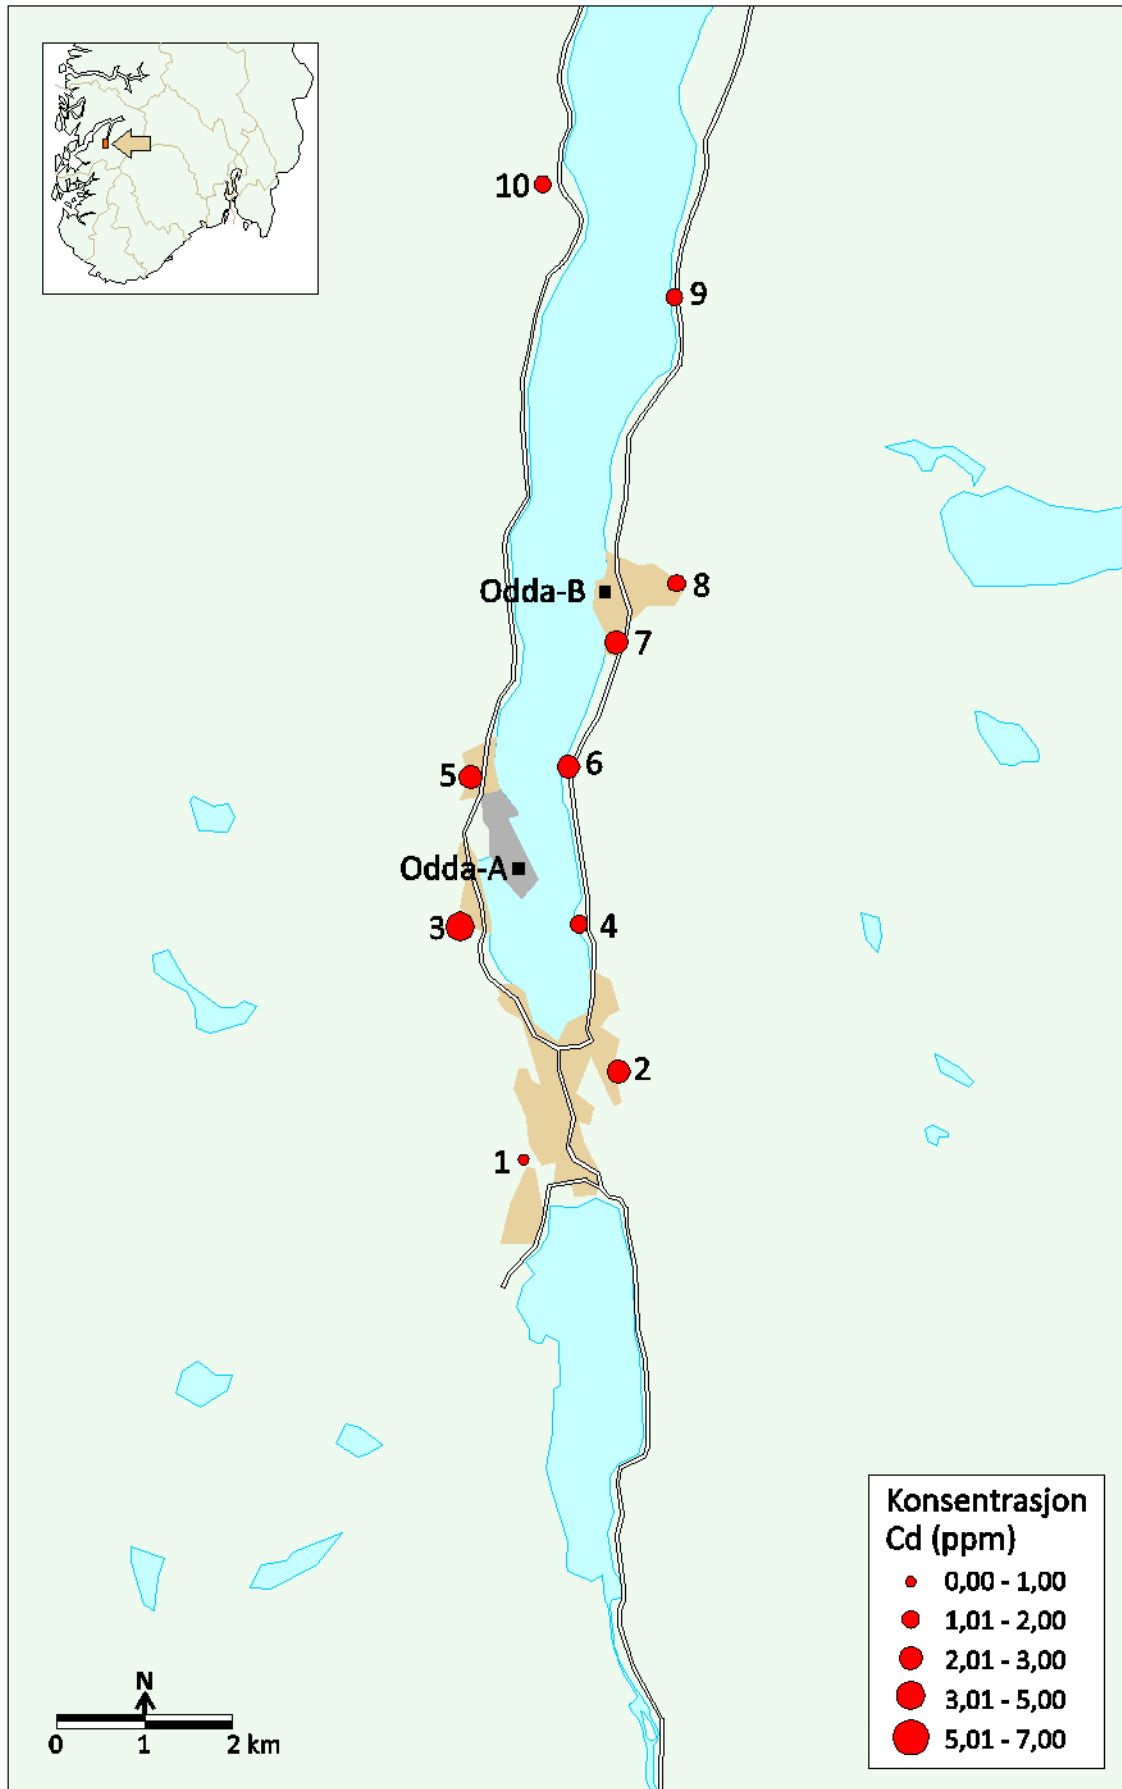 10
9
Odda-B
8
7
6
5
Odda-A
3
4
2
1
Konsentrasjon
Cd (ppm)
0,00 - 1,00
1,01 - 2,00
2,01 - 3,00
3,01 - 5,00
5,01 - 7,00
N
0 1 2 km